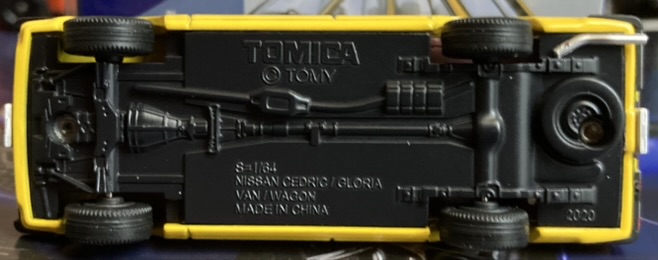 TOMICA
© TOMY
S=1/64
NISSAN CEDRIC / GLORIA
VAN / WAGON
MADE IN CHINA
2020